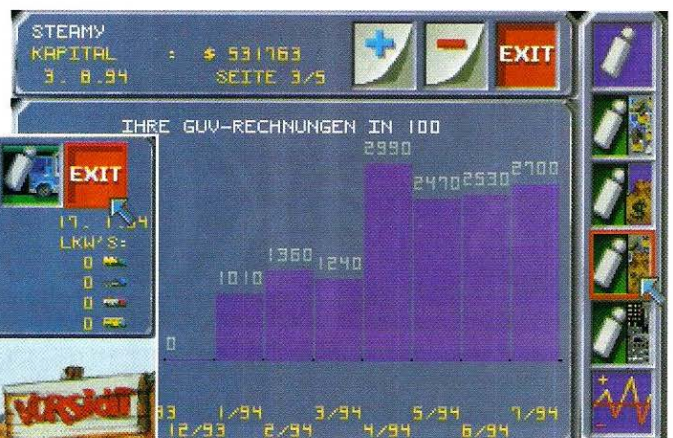 STEAMY
KAPITAL : $ 531763
3. 8.94 SEITE 3/5
EXIT
IHRE GUV-RECHNUNGEN IN 100
2990
2700
2530
2470
1360
1240
1010
0
1/94 3/94 5/94 7/94
12/93 2/94 4/94 6/94
EXIT
LKW'S:
0
0
0
0
VORSICHT